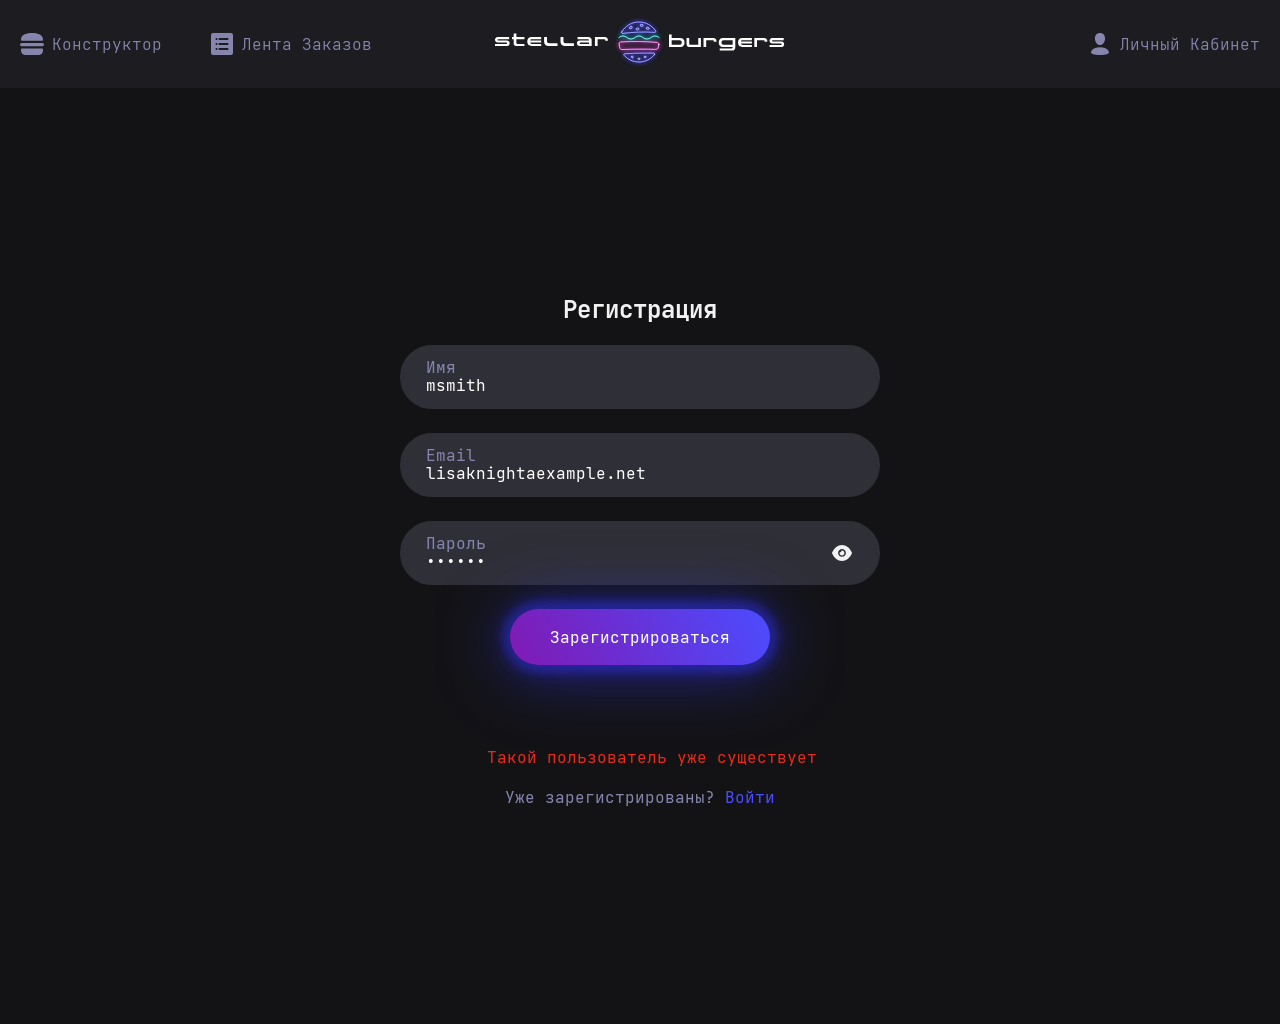 Конструктор
Лента Заказов
stellar burgers
Личный Кабинет
Регистрация
Имя
msmith
Email
lisaknightaexample.net
Пароль
••••••
Зарегистрироваться
Такой пользователь уже существует
Уже зарегистрированы? Войти